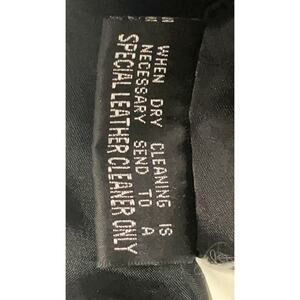 WHEN DRY CLEANING IS
NECESSARY SEND TO A
SPECIAL LEATHER CLEANER ONLY